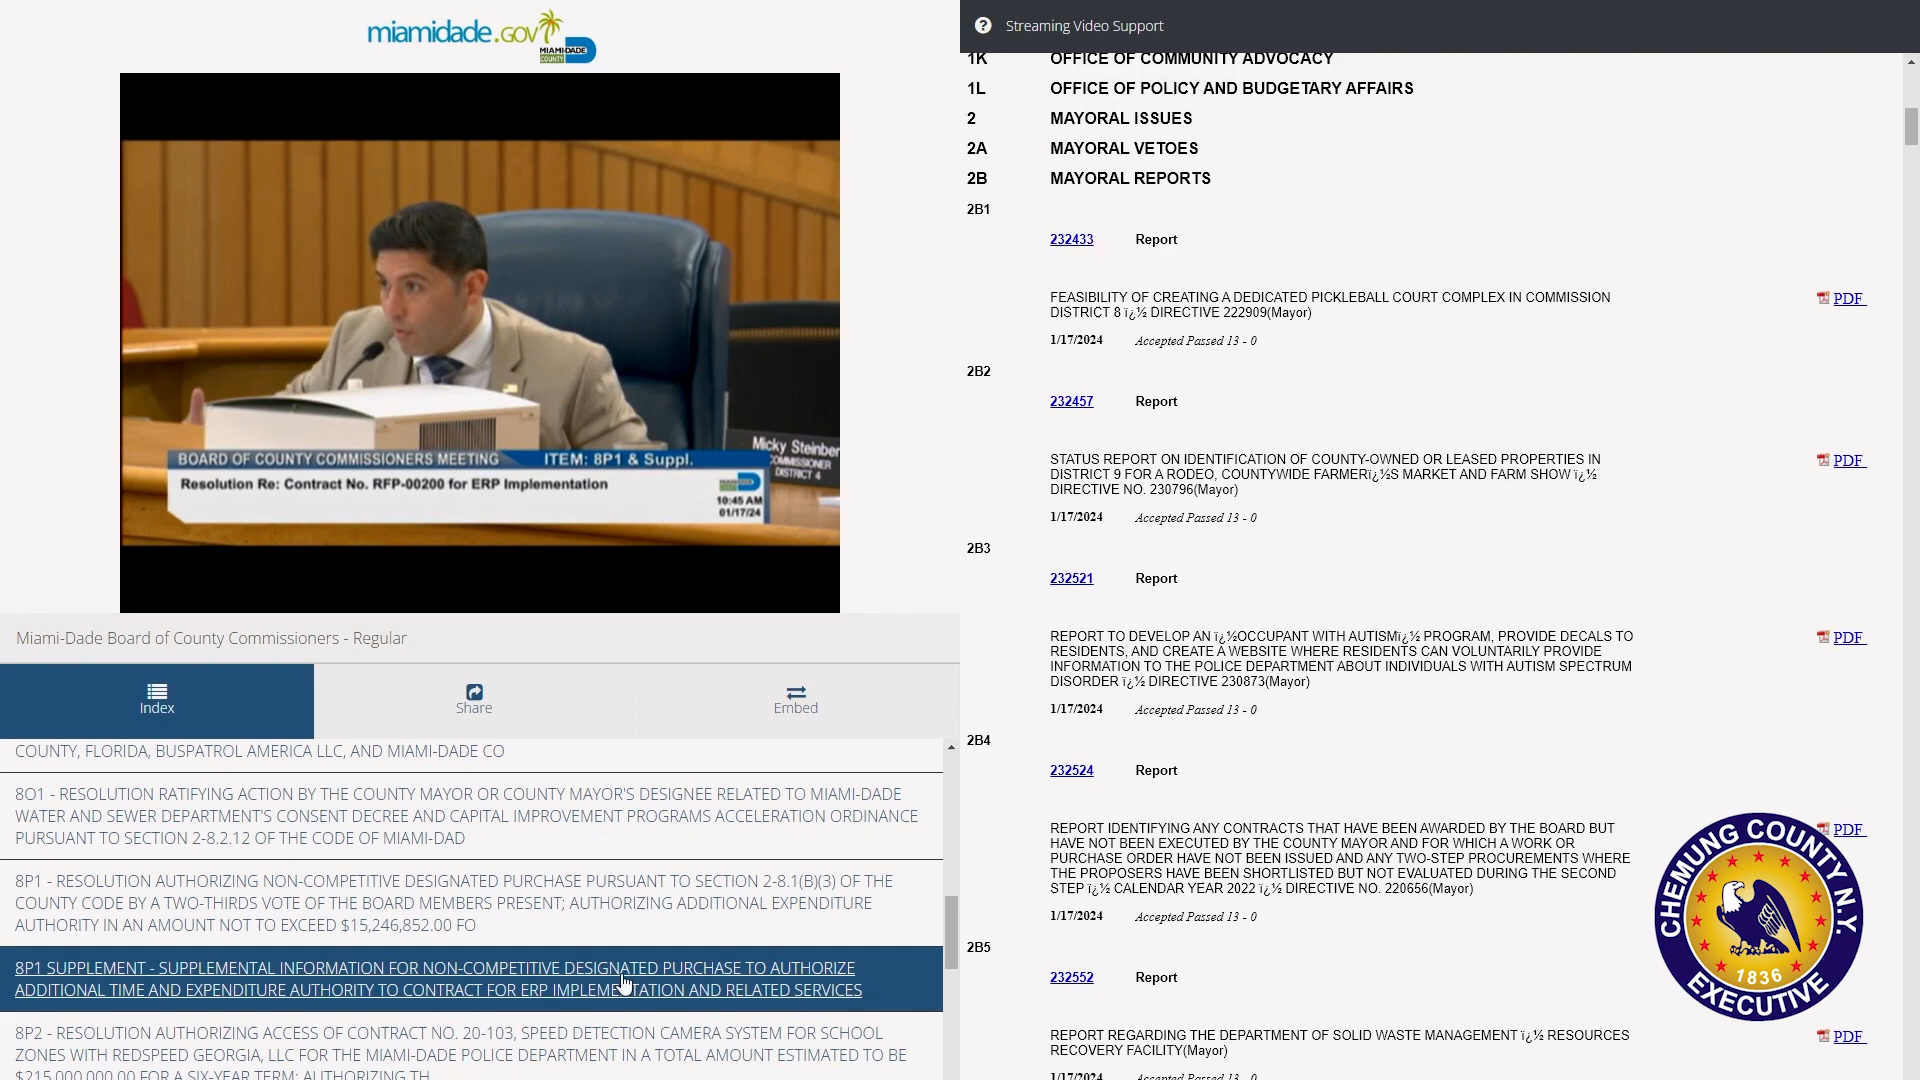 miamidade.gov
MIAMI-DADE
COUNTY
Micky Steinber
COMMISSIONER
DISTRICT 4
BOARD OF COUNTY COMMISSIONERS MEETING
ITEM: 8P1 & Suppl.
Resolution Re: Contract No. RFP-00200 for ERP Implementation
10:45 AM
01/17/24
Miami-Dade Board of County Commissioners - Regular
Index
Share
Embed
COUNTY, FLORIDA, BUSPATROL AMERICA LLC, AND MIAMI-DADE CO
8O1 - RESOLUTION RATIFYING ACTION BY THE COUNTY MAYOR OR COUNTY MAYOR'S DESIGNEE RELATED TO MIAMI-DADE
WATER AND SEWER DEPARTMENT'S CONSENT DECREE AND CAPITAL IMPROVEMENT PROGRAMS ACCELERATION ORDINANCE
PURSUANT TO SECTION 2-8.2.12 OF THE CODE OF MIAMI-DAD
8P1 - RESOLUTION AUTHORIZING NON-COMPETITIVE DESIGNATED PURCHASE PURSUANT TO SECTION 2-8.1(B)(3) OF THE
COUNTY CODE BY A TWO-THIRDS VOTE OF THE BOARD MEMBERS PRESENT; AUTHORIZING ADDITIONAL EXPENDITURE
AUTHORITY IN AN AMOUNT NOT TO EXCEED $15,246,852.00 FO
8P1 SUPPLEMENT - SUPPLEMENTAL INFORMATION FOR NON-COMPETITIVE DESIGNATED PURCHASE TO AUTHORIZE
ADDITIONAL TIME AND EXPENDITURE AUTHORITY TO CONTRACT FOR ERP IMPLEMENTATION AND RELATED SERVICES
8P2 - RESOLUTION AUTHORIZING ACCESS OF CONTRACT NO. 20-103, SPEED DETECTION CAMERA SYSTEM FOR SCHOOL
ZONES WITH REDSPEED GEORGIA, LLC FOR THE MIAMI-DADE POLICE DEPARTMENT IN A TOTAL AMOUNT ESTIMATED TO BE
$215,000,000.00 FOR A SIX-YEAR TERM; AUTHORIZING TH
Streaming Video Support
1K OFFICE OF COMMUNITY ADVOCACY
1L OFFICE OF POLICY AND BUDGETARY AFFAIRS
2 MAYORAL ISSUES
2A MAYORAL VETOES
2B MAYORAL REPORTS
2B1
232433 Report
FEASIBILITY OF CREATING A DEDICATED PICKLEBALL COURT COMPLEX IN COMMISSION PDF
DISTRICT 8 ï¿½ DIRECTIVE 222909(Mayor)
1/17/2024 Accepted Passed 13 - 0
2B2
232457 Report
STATUS REPORT ON IDENTIFICATION OF COUNTY-OWNED OR LEASED PROPERTIES IN PDF
DISTRICT 9 FOR A RODEO, COUNTYWIDE FARMERï¿½S MARKET AND FARM SHOW ï¿½
DIRECTIVE NO. 230796(Mayor)
1/17/2024 Accepted Passed 13 - 0
2B3
232521 Report
REPORT TO DEVELOP AN ï¿½OCCUPANT WITH AUTISMï¿½ PROGRAM, PROVIDE DECALS TO PDF
RESIDENTS, AND CREATE A WEBSITE WHERE RESIDENTS CAN VOLUNTARILY PROVIDE
INFORMATION TO THE POLICE DEPARTMENT ABOUT INDIVIDUALS WITH AUTISM SPECTRUM
DISORDER ï¿½ DIRECTIVE 230873(Mayor)
1/17/2024 Accepted Passed 13 - 0
2B4
232524 Report
REPORT IDENTIFYING ANY CONTRACTS THAT HAVE BEEN AWARDED BY THE BOARD BUT PDF
HAVE NOT BEEN EXECUTED BY THE COUNTY MAYOR AND FOR WHICH A WORK OR
PURCHASE ORDER HAVE NOT BEEN ISSUED AND ANY TWO-STEP PROCUREMENTS WHERE
THE PROPOSERS HAVE BEEN SHORTLISTED BUT NOT EVALUATED DURING THE SECOND
STEP ï¿½ CALENDAR YEAR 2022 ï¿½ DIRECTIVE NO. 220656(Mayor)
1/17/2024 Accepted Passed 13 - 0
2B5
232552 Report
REPORT REGARDING THE DEPARTMENT OF SOLID WASTE MANAGEMENT ï¿½ RESOURCES PDF
RECOVERY FACILITY(Mayor)
1/17/2024 Accepted Passed 13 - 0
CHEMUNG COUNTY N.Y.
1836
EXECUTIVE